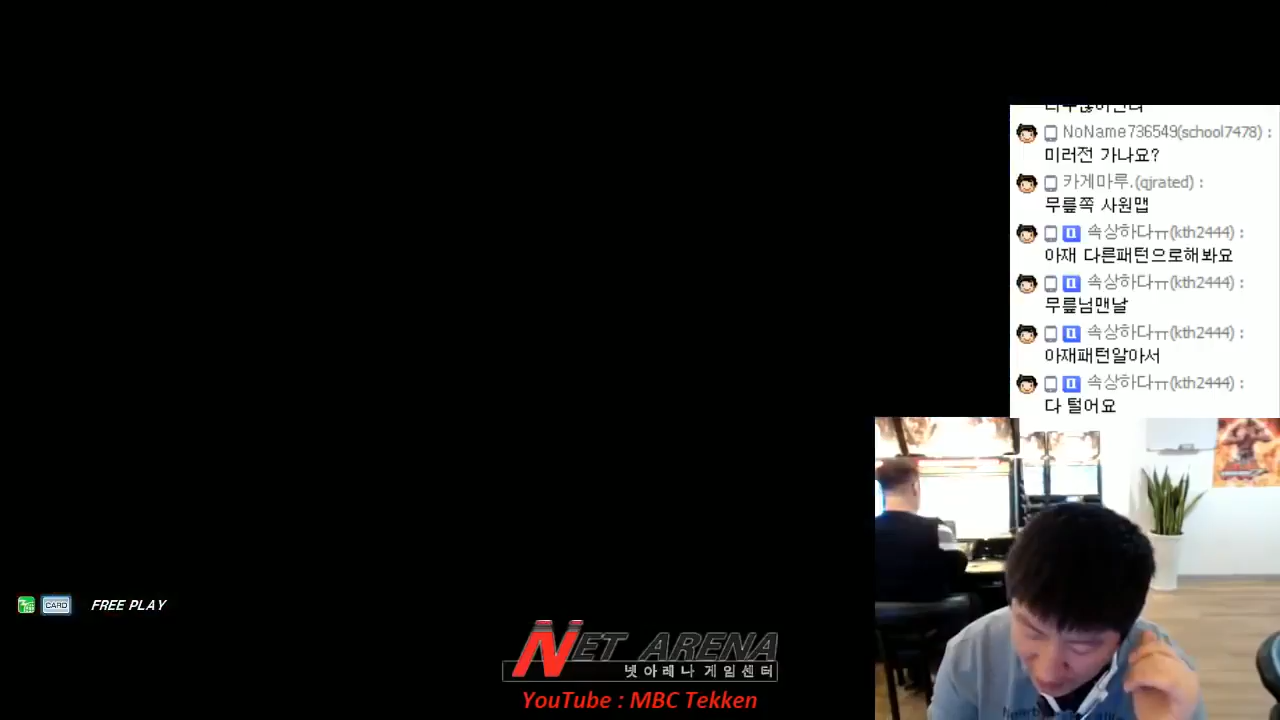 NoName736549(school7478) :
미러전 가나요?
카게마루.(qjrated) :
무릎쪽 사원맵
속상하다ㅠ(kth2444) :
아재 다른패턴으로해봐요
속상하다ㅠ(kth2444) :
무릎님맨날
속상하다ㅠ(kth2444) :
아재패턴알아서
속상하다ㅠ(kth2444) :
다 털어요
CARD FREE PLAY
NET ARENA
넷아레나 게임센터
YouTube : MBC Tekken